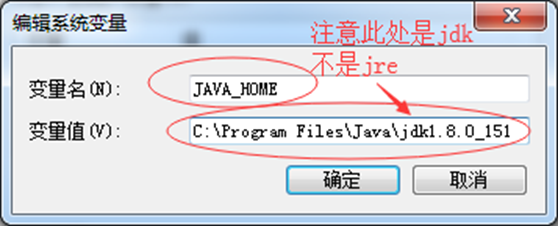 编辑系统变量
注意此处是jdk
不是jre
变量名(N):
JAVA_HOME
变量值(V):
C:\Program Files\Java\jdk1.8.0_151
确定
取消